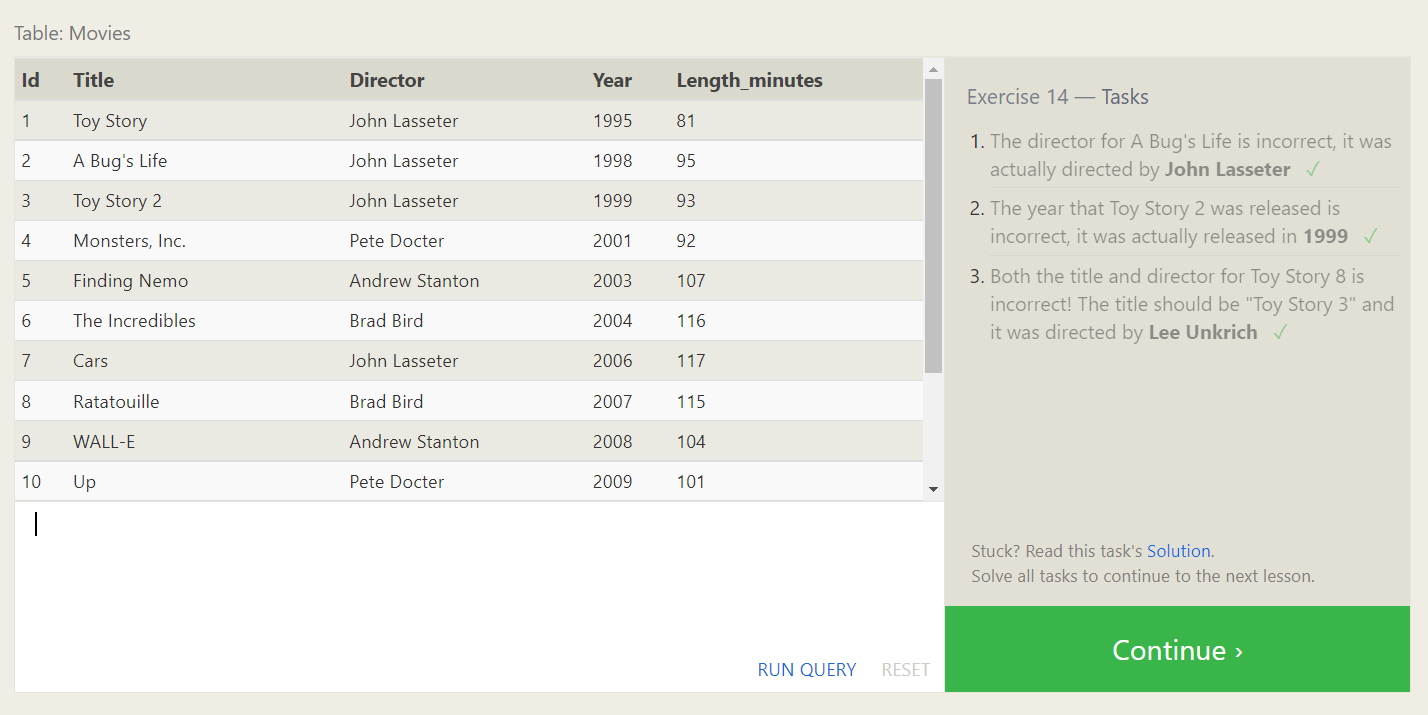 Table: Movies
Id Title Director Year Length_minutes
1 Toy Story John Lasseter 1995 81
2 A Bug's Life John Lasseter 1998 95
3 Toy Story 2 John Lasseter 1999 93
4 Monsters, Inc. Pete Docter 2001 92
5 Finding Nemo Andrew Stanton 2003 107
6 The Incredibles Brad Bird 2004 116
7 Cars John Lasseter 2006 117
8 Ratatouille Brad Bird 2007 115
9 WALL-E Andrew Stanton 2008 104
10 Up Pete Docter 2009 101
RUN QUERY RESET
Exercise 14 — Tasks
1. The director for A Bug's Life is incorrect, it was
actually directed by John Lasseter ✓
2. The year that Toy Story 2 was released is
incorrect, it was actually released in 1999 ✓
3. Both the title and director for Toy Story 8 is
incorrect! The title should be "Toy Story 3" and
it was directed by Lee Unkrich ✓
Stuck? Read this task's Solution.
Solve all tasks to continue to the next lesson.
Continue ›